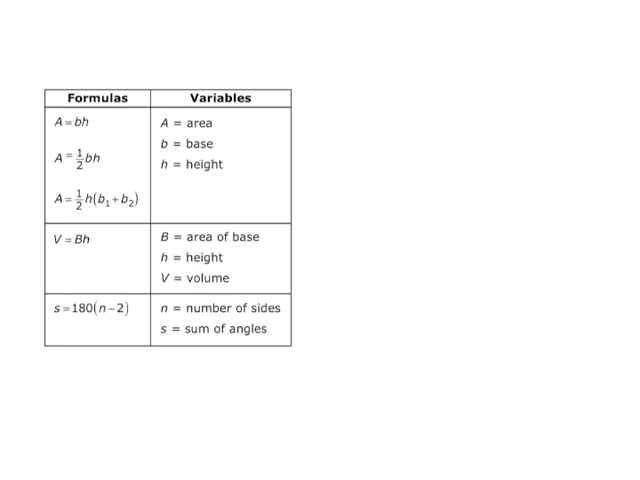 Formulas Variables
A = bh
A = 1/2 bh
A = 1/2 h(b₁ + b₂)
A = area
b = base
h = height
V = Bh
B = area of base
h = height
V = volume
s = 180(n − 2)
n = number of sides
s = sum of angles